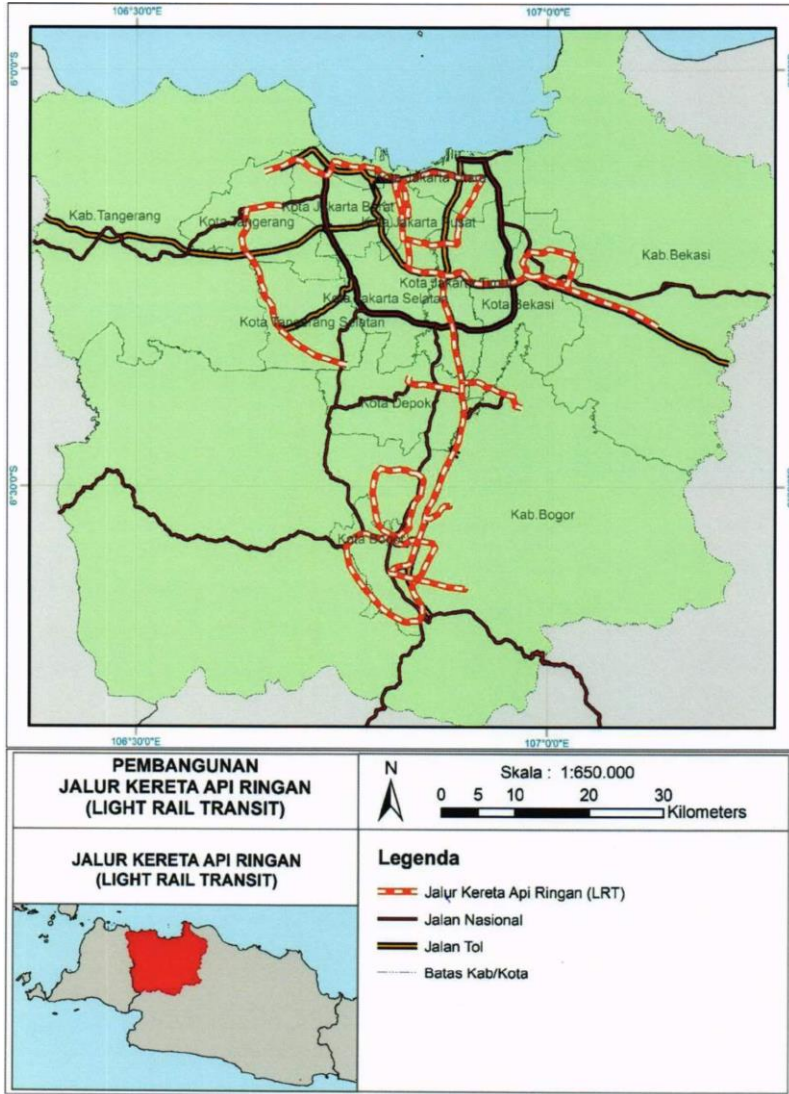 106°30'0"E
107°0'0"E
6°0'0"S
Kota Jakarta Utara
Kota Jakarta Barat
Kab.Tangerang
Kota Tangerang
Kota Jakarta Pusat
Kab.Bekasi
Kota Jakarta Timur
Kota Jakarta Selatan
Kota Bekasi
Kota Tangerang Selatan
Kota Depok
6°30'0"S
Kab.Bogor
Kota Bogor
106°30'0"E
107°0'0"E
PEMBANGUNAN
JALUR KERETA API RINGAN
(LIGHT RAIL TRANSIT)
N
Skala : 1:650.000
0 5 10 20 30
Kilometers
JALUR KERETA API RINGAN
(LIGHT RAIL TRANSIT)
Legenda
Jalur Kereta Api Ringan (LRT)
Jalan Nasional
Jalan Tol
Batas Kab/Kota